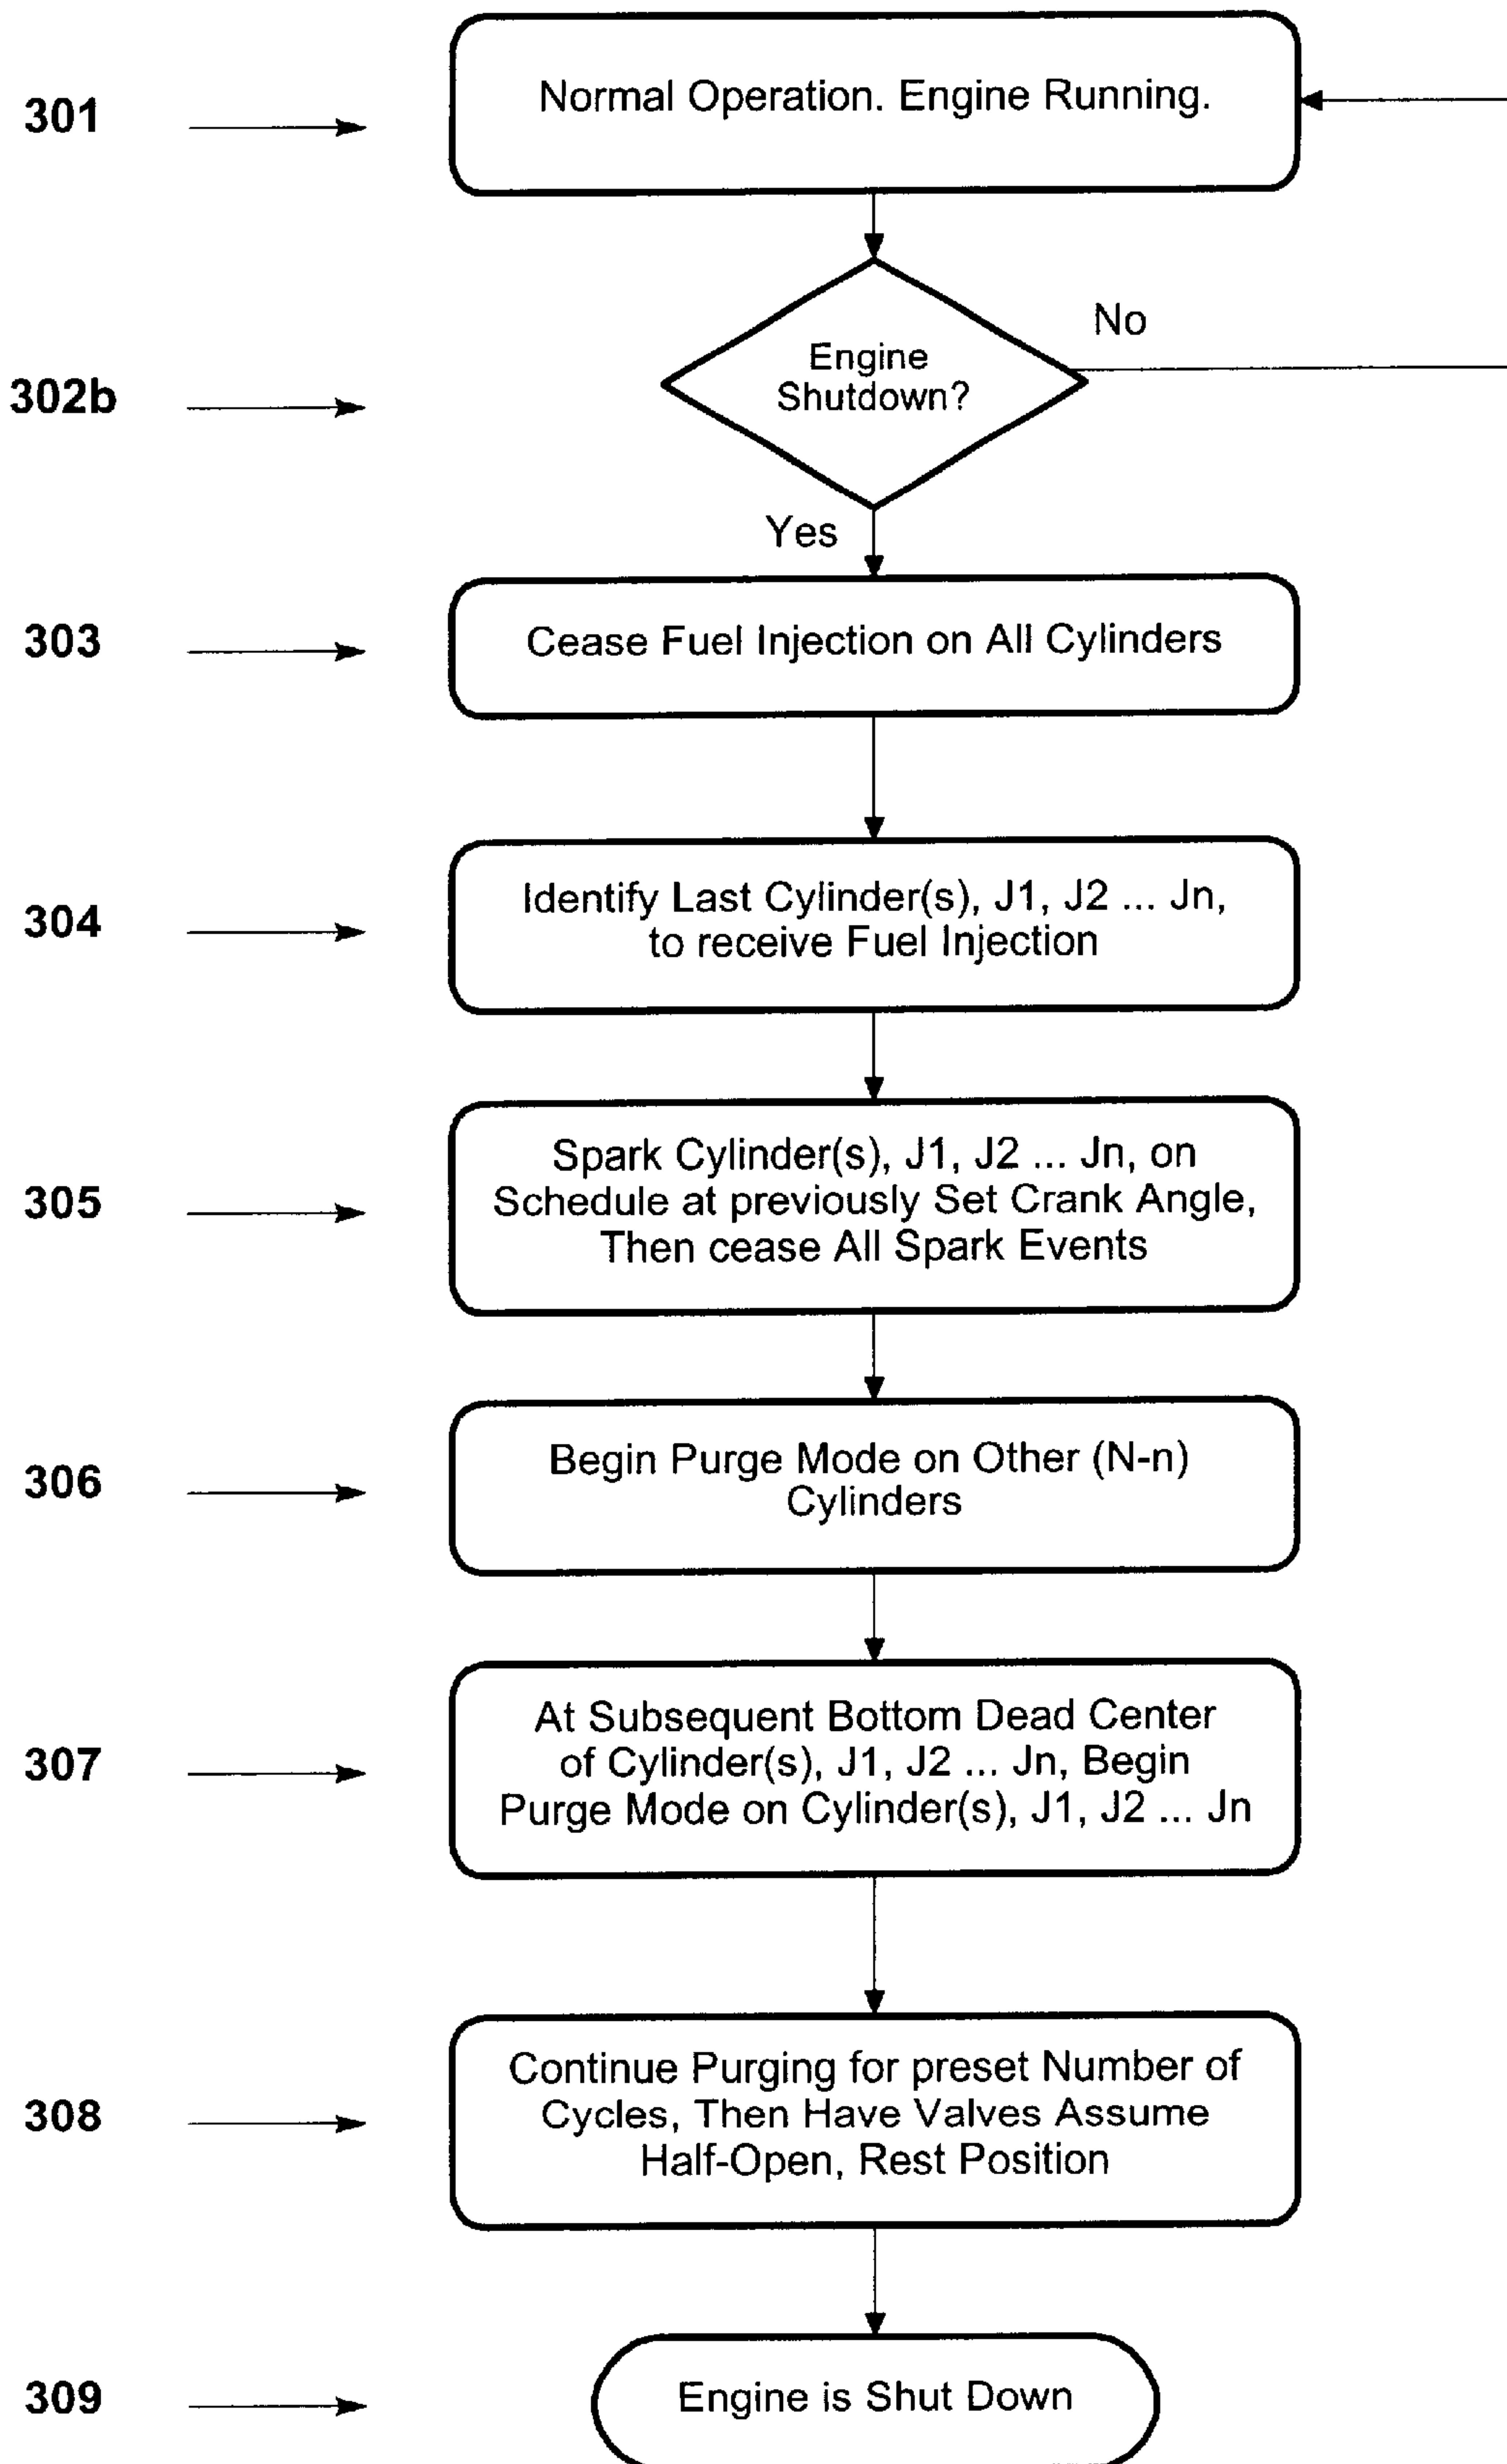 301
Normal Operation. Engine Running.
302b
Engine
Shutdown?
No
Yes
303
Cease Fuel Injection on All Cylinders
304
Identify Last Cylinder(s), J1, J2 ... Jn,
to receive Fuel Injection
305
Spark Cylinder(s), J1, J2 ... Jn, on
Schedule at previously Set Crank Angle,
Then cease All Spark Events
306
Begin Purge Mode on Other (N-n)
Cylinders
307
At Subsequent Bottom Dead Center
of Cylinder(s), J1, J2 ... Jn, Begin
Purge Mode on Cylinder(s), J1, J2 ... Jn
308
Continue Purging for preset Number of
Cycles, Then Have Valves Assume
Half-Open, Rest Position
309
Engine is Shut Down